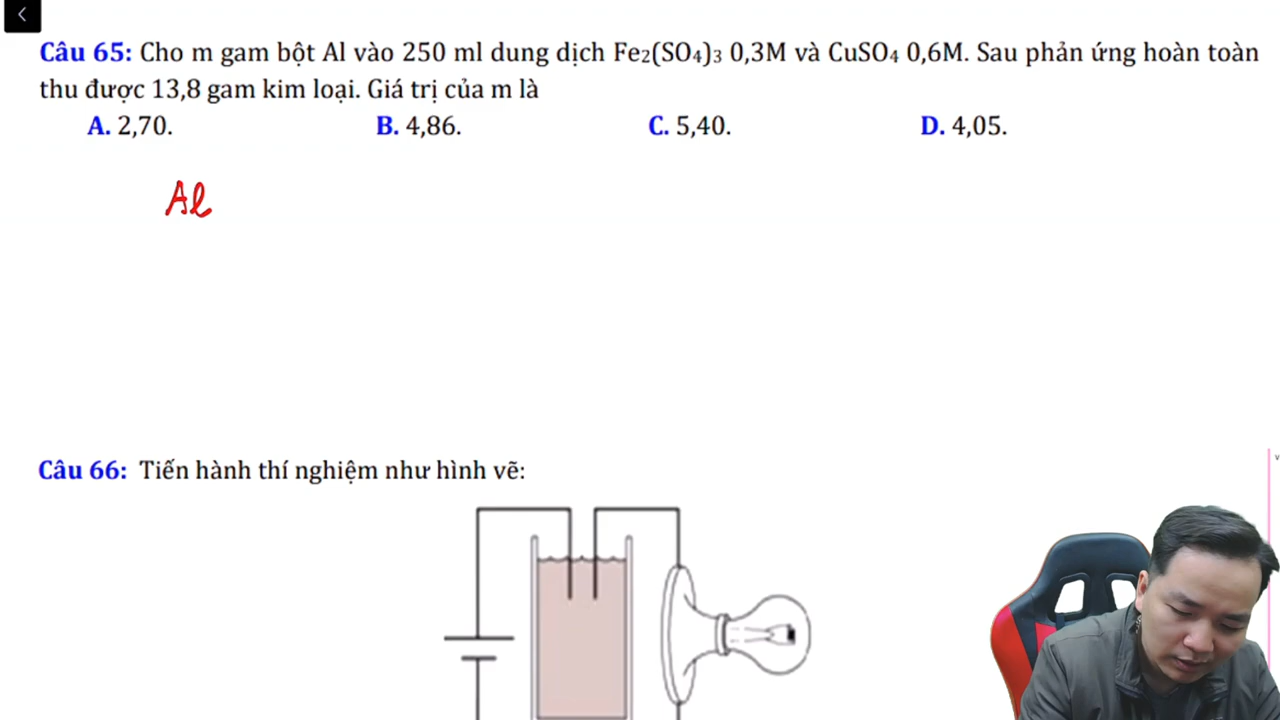 Câu 65: Cho m gam bột Al vào 250 ml dung dịch Fe2(SO4)3 0,3M và CuSO4 0,6M. Sau phản ứng hoàn toàn
thu được 13,8 gam kim loại. Giá trị của m là
A. 2,70. B. 4,86. C. 5,40. D. 4,05.
Al
Câu 66: Tiến hành thí nghiệm như hình vẽ:
v